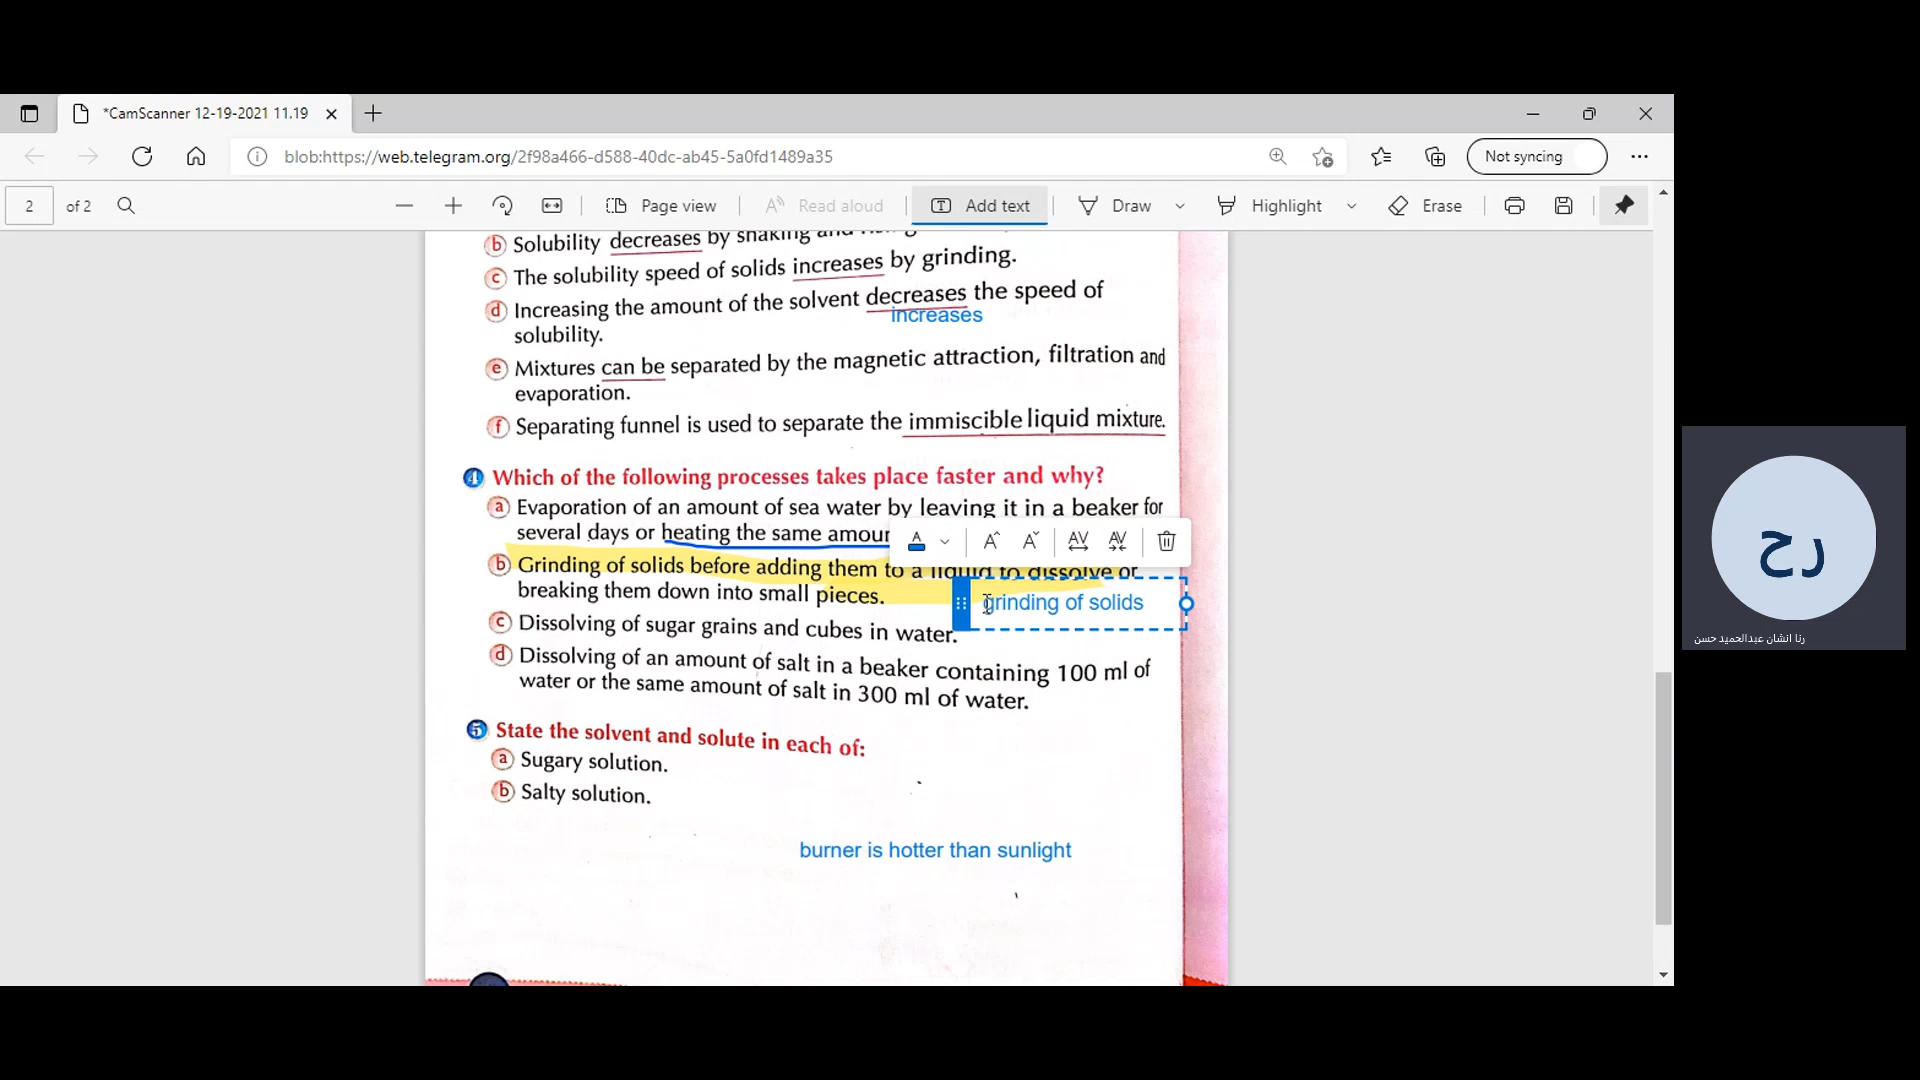 *CamScanner 12-19-2021 11.19
blob:https://web.telegram.org/2f98a466-d588-40dc-ab45-5a0fd1489a35
Not syncing
2 of 2
Page view
Read aloud
Add text
Draw
Highlight
Erase
b Solubility decreases by shaking and
c The solubility speed of solids increases by grinding.
d Increasing the amount of the solvent decreases the speed of
increases
solubility.
e Mixtures can be separated by the magnetic attraction, filtration and
evaporation.
f Separating funnel is used to separate the immiscible liquid mixture.
4 Which of the following processes takes place faster and why?
a Evaporation of an amount of sea water by leaving it in a beaker for
several days or heating the same amour
b Grinding of solids before adding them to a liquid to dissolve or
breaking them down into small pieces.
grinding of solids
c Dissolving of sugar grains and cubes in water.
d Dissolving of an amount of salt in a beaker containing 100 ml of
water or the same amount of salt in 300 ml of water.
5 State the solvent and solute in each of:
a Sugary solution.
b Salty solution.
burner is hotter than sunlight
رح
رنا انشان عبدالحميد حسن